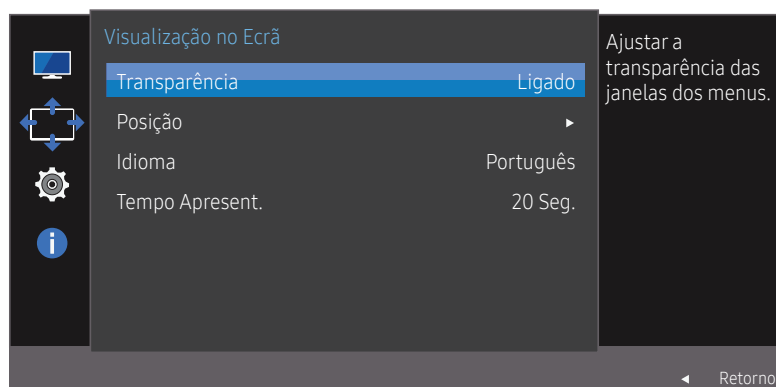 Visualização no Ecrã
Transparência Ligado
Posição ▸
Idioma Português
Tempo Apresent. 20 Seg.
Ajustar a
transparência das
janelas dos menus.
◂ Retorno